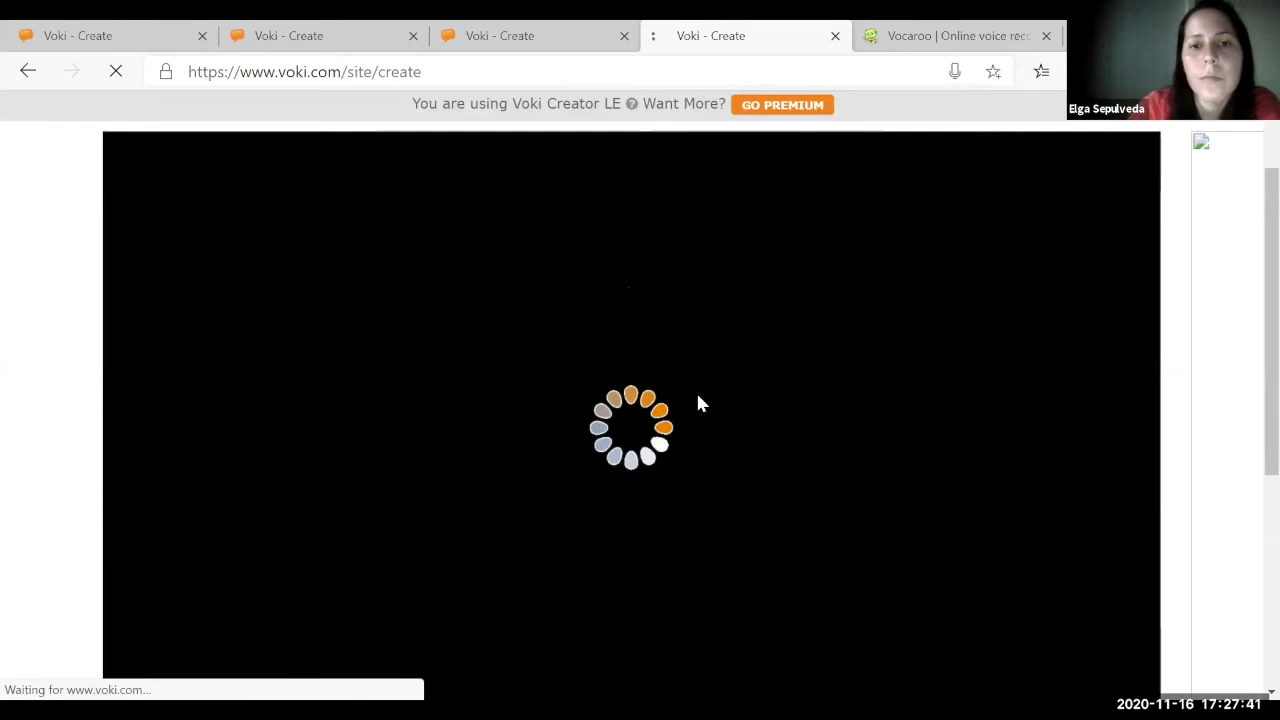 Voki - Create
Voki - Create
Voki - Create
Voki - Create
Vocaroo | Online voice rec
https://www.voki.com/site/create
You are using Voki Creator LE ? Want More? GO PREMIUM
Elga Sepulveda
Waiting for www.voki.com...
2020-11-16 17:27:41